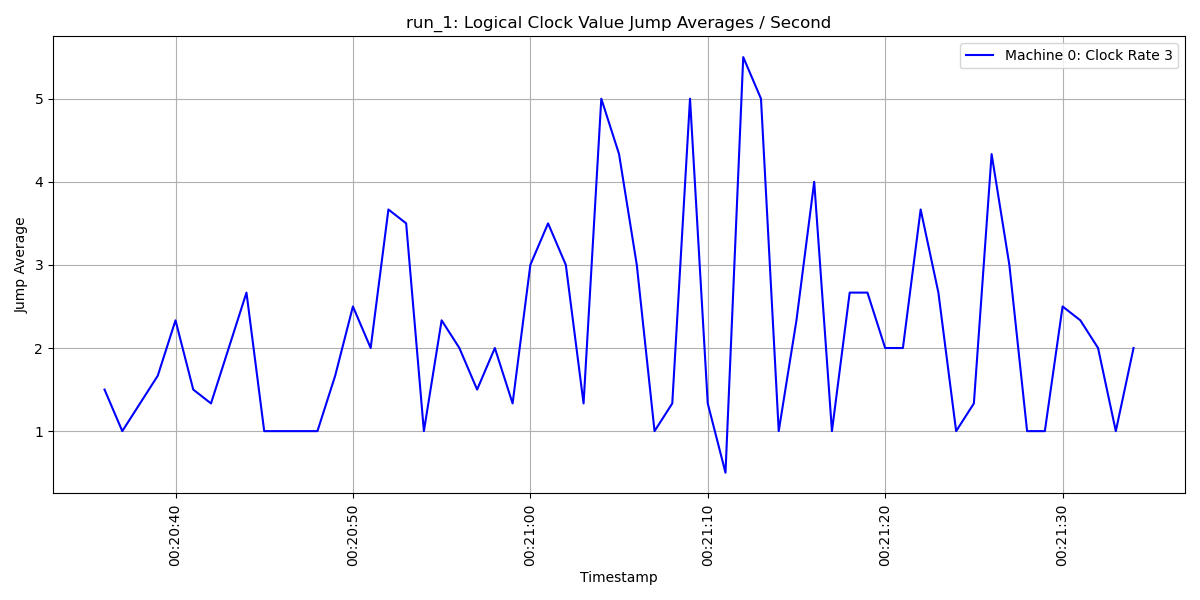 run_1: Logical Clock Value Jump Averages / Second
Machine 0: Clock Rate 3
Jump Average
5
4
3
2
1
00:20:40
00:20:50
00:21:00
00:21:10
00:21:20
00:21:30
Timestamp